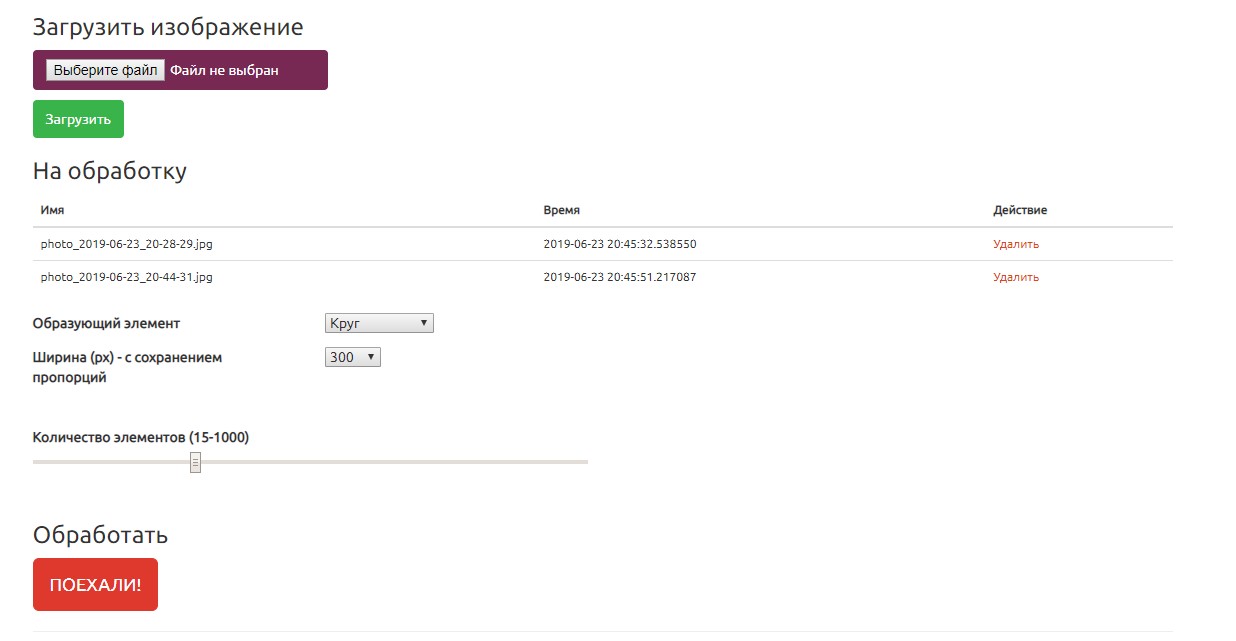 Загрузить изображение
Выберите файл Файл не выбран
Загрузить
На обработку
Имя Время Действие
photo_2019-06-23_20-28-29.jpg 2019-06-23 20:45:32.538550 Удалить
photo_2019-06-23_20-44-31.jpg 2019-06-23 20:45:51.217087 Удалить
Образующий элемент Круг
Ширина (px) - с сохранением 300
пропорций
Количество элементов (15-1000)
Обработать
ПОЕХАЛИ!